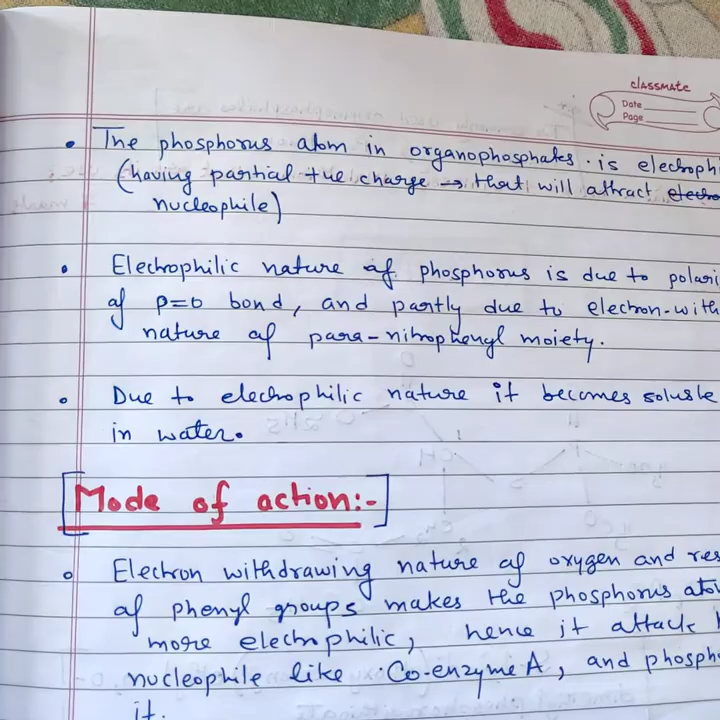 classmate
Date
Page
• The phosphorus atom in organophosphates is electrophi
(having partial +ve charge → that will attract
nucleophile)
• Electrophilic nature of phosphorus is due to polari
of P=O bond, and partly due to electron-with
nature of para-nitrophenyl moiety.
• Due to electrophilic nature it becomes soluble
in water.
[Mode of action:-]
• Electron withdrawing nature of oxygen and res
of phenyl groups makes the phosphorus ato
more electrophilic, hence it attack
nucleophile like Co-enzyme A, and phosph
it.